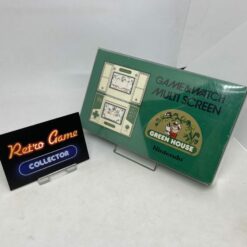 Retro Game
COLLECTOR
GAME&WATCH
MULTI SCREEN
GREEN HOUSE
Nintendo